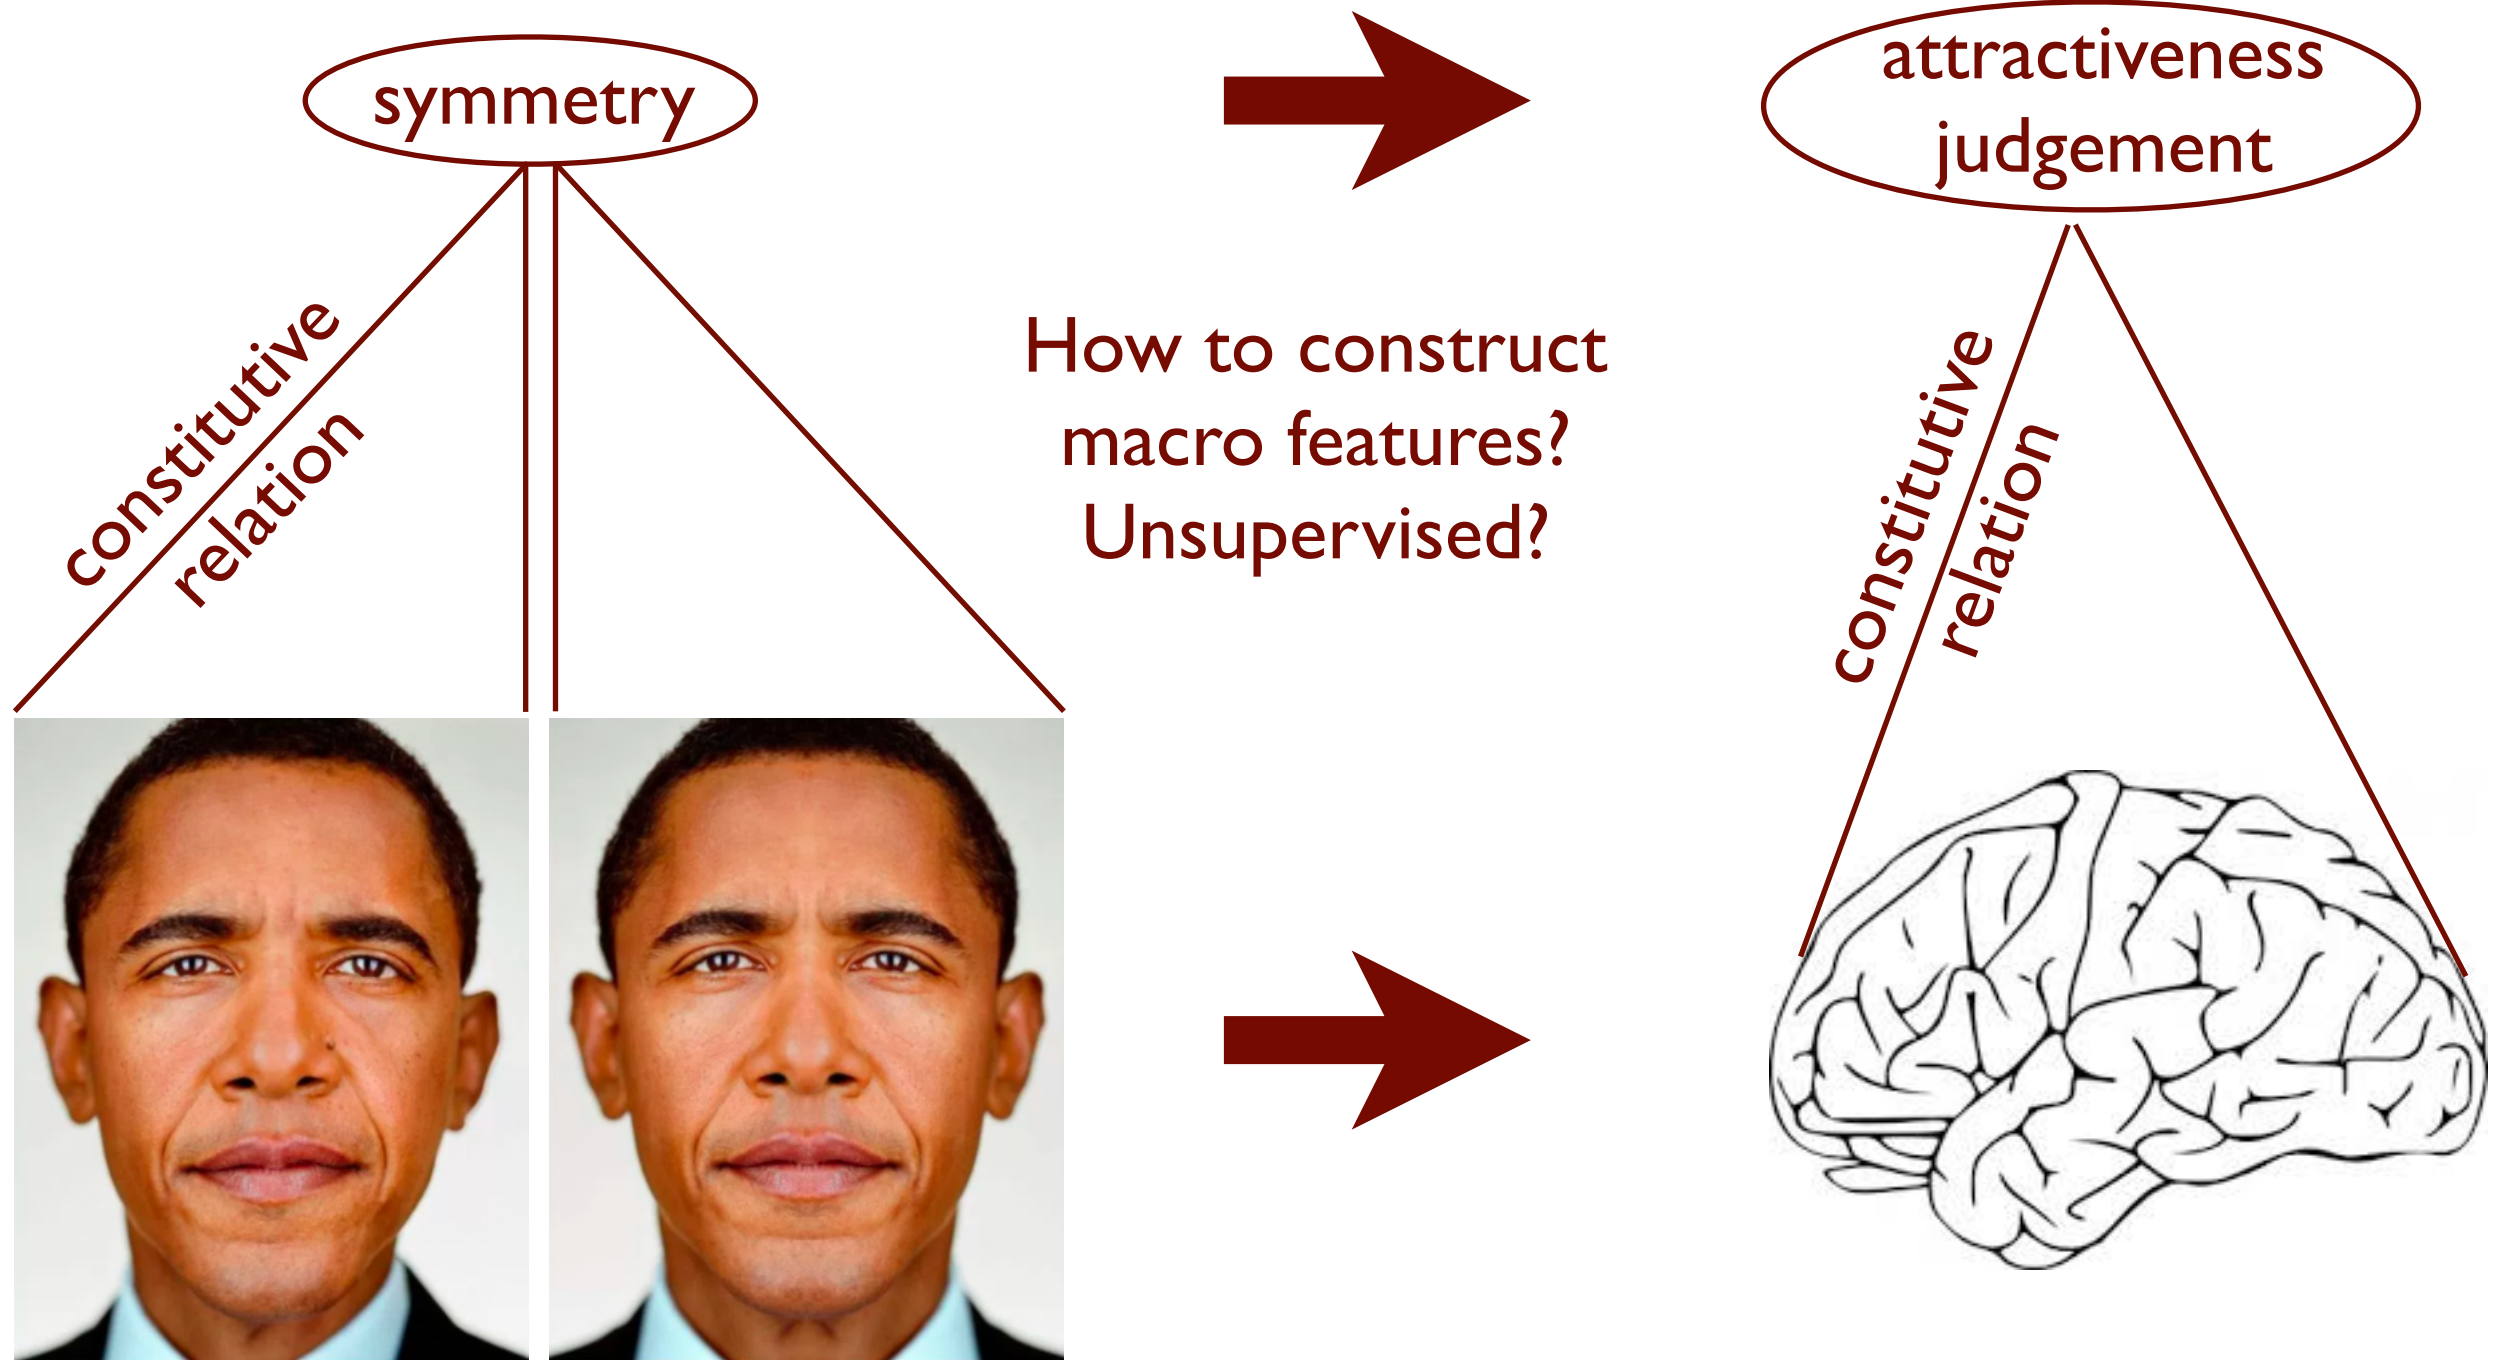 symmetry
attractiveness
judgement
constitutive
relation
How to construct
macro features?
Unsupervised?
constitutive
relation